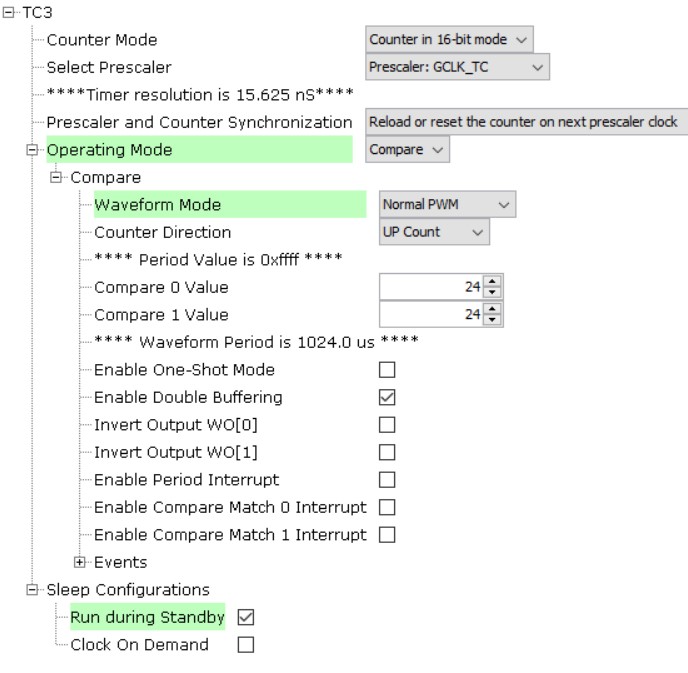 TC3
Counter Mode Counter in 16-bit mode
Select Prescaler Prescaler: GCLK_TC
****Timer resolution is 15.625 nS****
Prescaler and Counter Synchronization Reload or reset the counter on next prescaler clock
Operating Mode Compare
Compare
Waveform Mode Normal PWM
Counter Direction UP Count
**** Period Value is 0xffff ****
Compare 0 Value 24
Compare 1 Value 24
**** Waveform Period is 1024.0 us ****
Enable One-Shot Mode
Enable Double Buffering
Invert Output WO[0]
Invert Output WO[1]
Enable Period Interrupt
Enable Compare Match 0 Interrupt
Enable Compare Match 1 Interrupt
Events
Sleep Configurations
Run during Standby
Clock On Demand